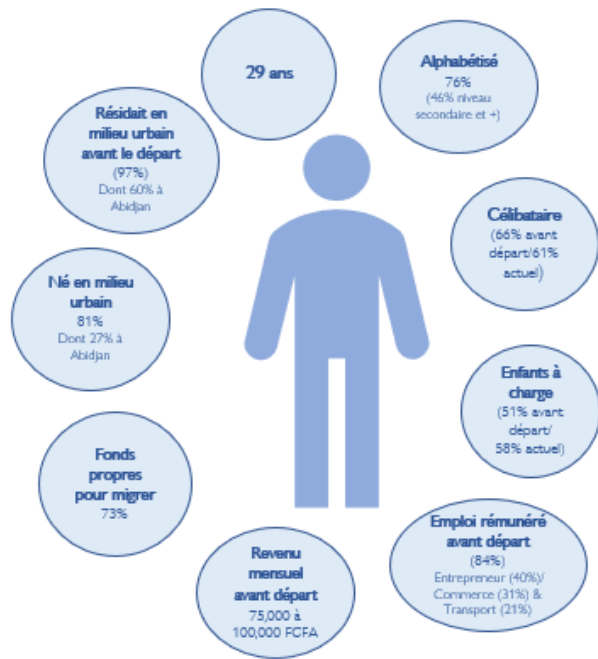 29 ans
Alphabétisé
76%
(46% niveau
secondaire et +)
Résidait en
milieu urbain
avant le départ
(97%)
Dont 60% à
Abidjan
Célibataire
(66% avant
départ/61%
actuel)
Né en milieu
urbain
81%
Dont 27% à
Abidjan
Enfants à
charge
(51% avant
départ/
58% actuel)
Fonds
propres
pour migrer
73%
Emploi rémunéré
avant départ
(84%)
Entrepreneur (40%)/
Commerce (31%) &
Transport (21%)
Revenu
mensuel
avant départ
75,000 à
100,000 FCFA